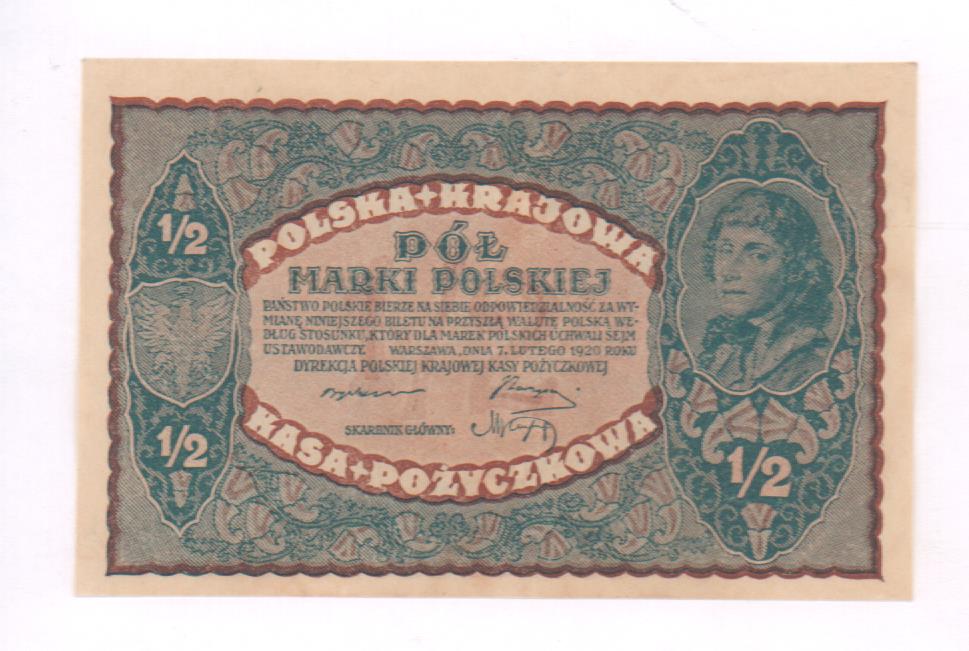 POLSKA+KRAJOWA
PÓŁ
MARKI POLSKIEJ
PAŃSTWO POLSKIE BIERZE NA SIEBIE ODPOWIEDZIALNOŚĆ ZA WY-
MIANĘ NINIEJSZEGO BILETU NA PRZYSZŁĄ WALUTĘ POLSKĄ WE-
DŁUG STOSUNKU, KTÓRY DLA MAREK POLSKICH UCHWALI SEJM
USTAWODAWCZY. WARSZAWA, DNIA 7. LUTEGO 1920 ROKU
DYREKCJA POLSKIEJ KRAJOWEJ KASY POŻYCZKOWEJ
SKARBNIK GŁÓWNY:
KASA+POŻYCZKOWA
1/2
1/2
1/2